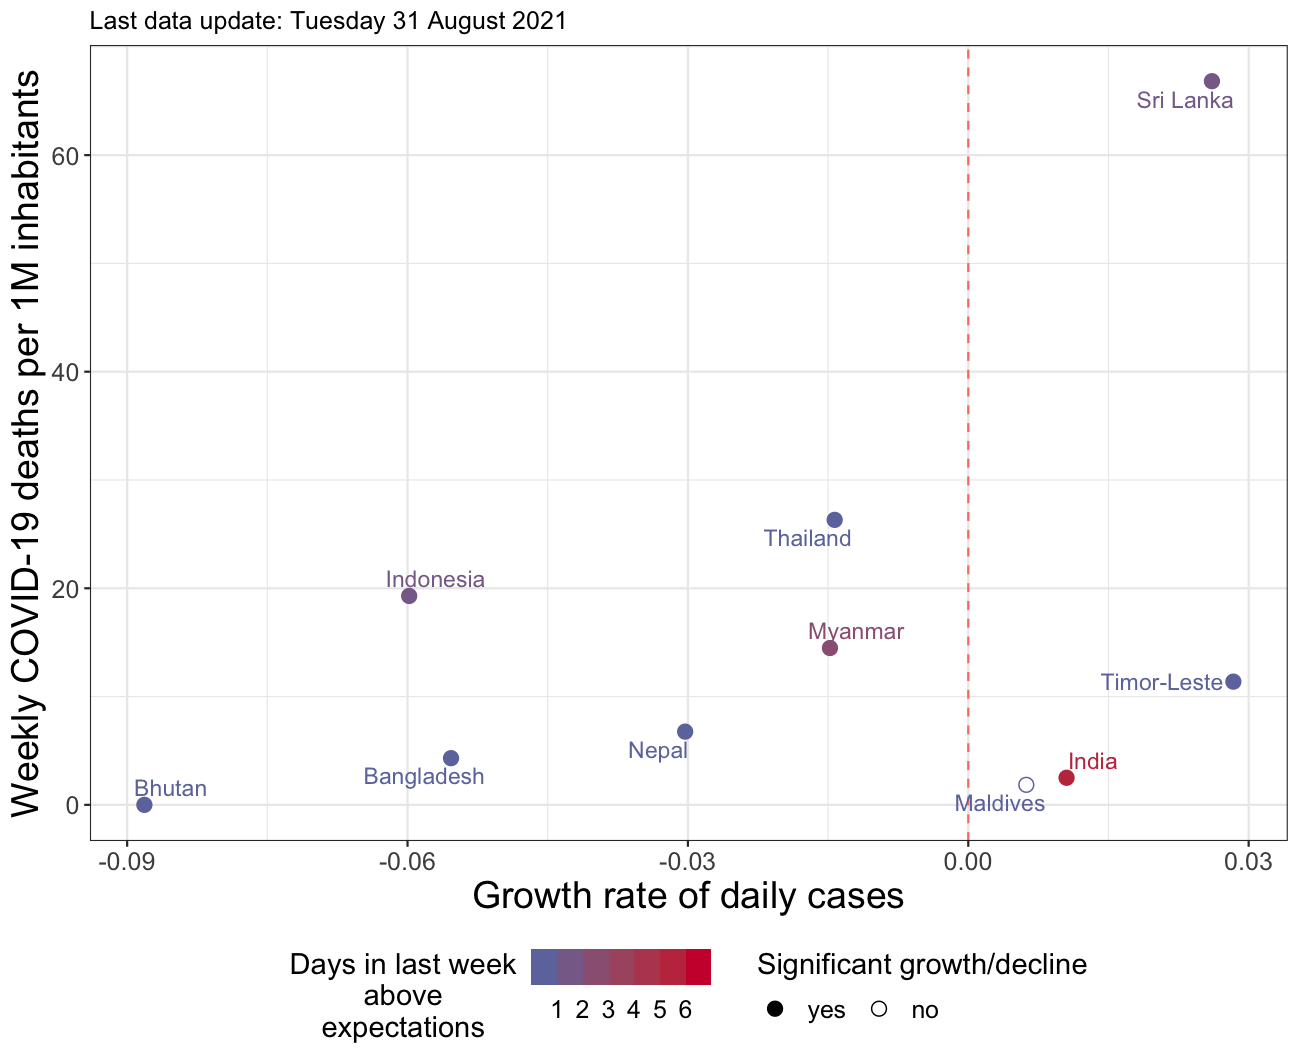 Last data update: Tuesday 31 August 2021
Weekly COVID-19 deaths per 1M inhabitants
60
40
20
0
Sri Lanka
Thailand
Indonesia
Myanmar
Timor-Leste
Nepal
India
Bangladesh
Bhutan
Maldives
-0.09
-0.06
-0.03
0.00
0.03
Growth rate of daily cases
Days in last week
above
expectations
1 2 3 4 5 6
Significant growth/decline
yes no